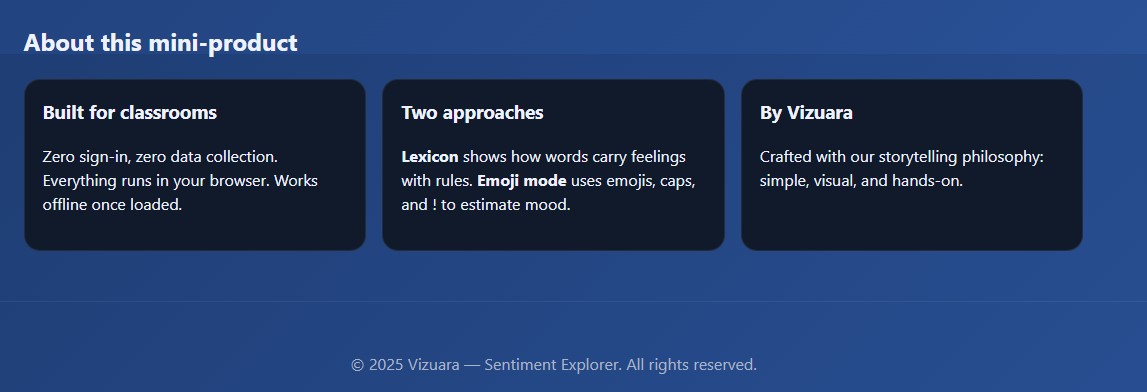 About this mini-product
Built for classrooms
Zero sign-in, zero data collection.
Everything runs in your browser. Works
offline once loaded.
Two approaches
Lexicon shows how words carry feelings
with rules. Emoji mode uses emojis, caps,
and ! to estimate mood.
By Vizuara
Crafted with our storytelling philosophy:
simple, visual, and hands-on.
© 2025 Vizuara — Sentiment Explorer. All rights reserved.